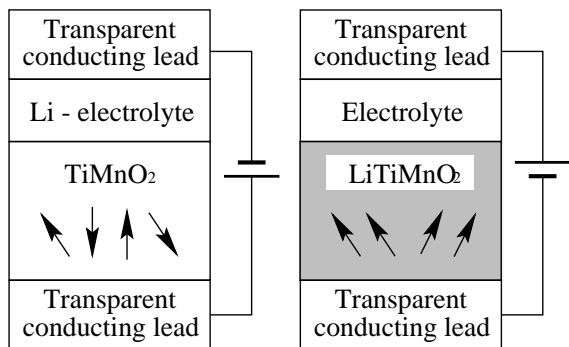 Transparent
conducting lead
Li - electrolyte
TiMnO2
Transparent
conducting lead
Transparent
conducting lead
Electrolyte
LiTiMnO2
Transparent
conducting lead